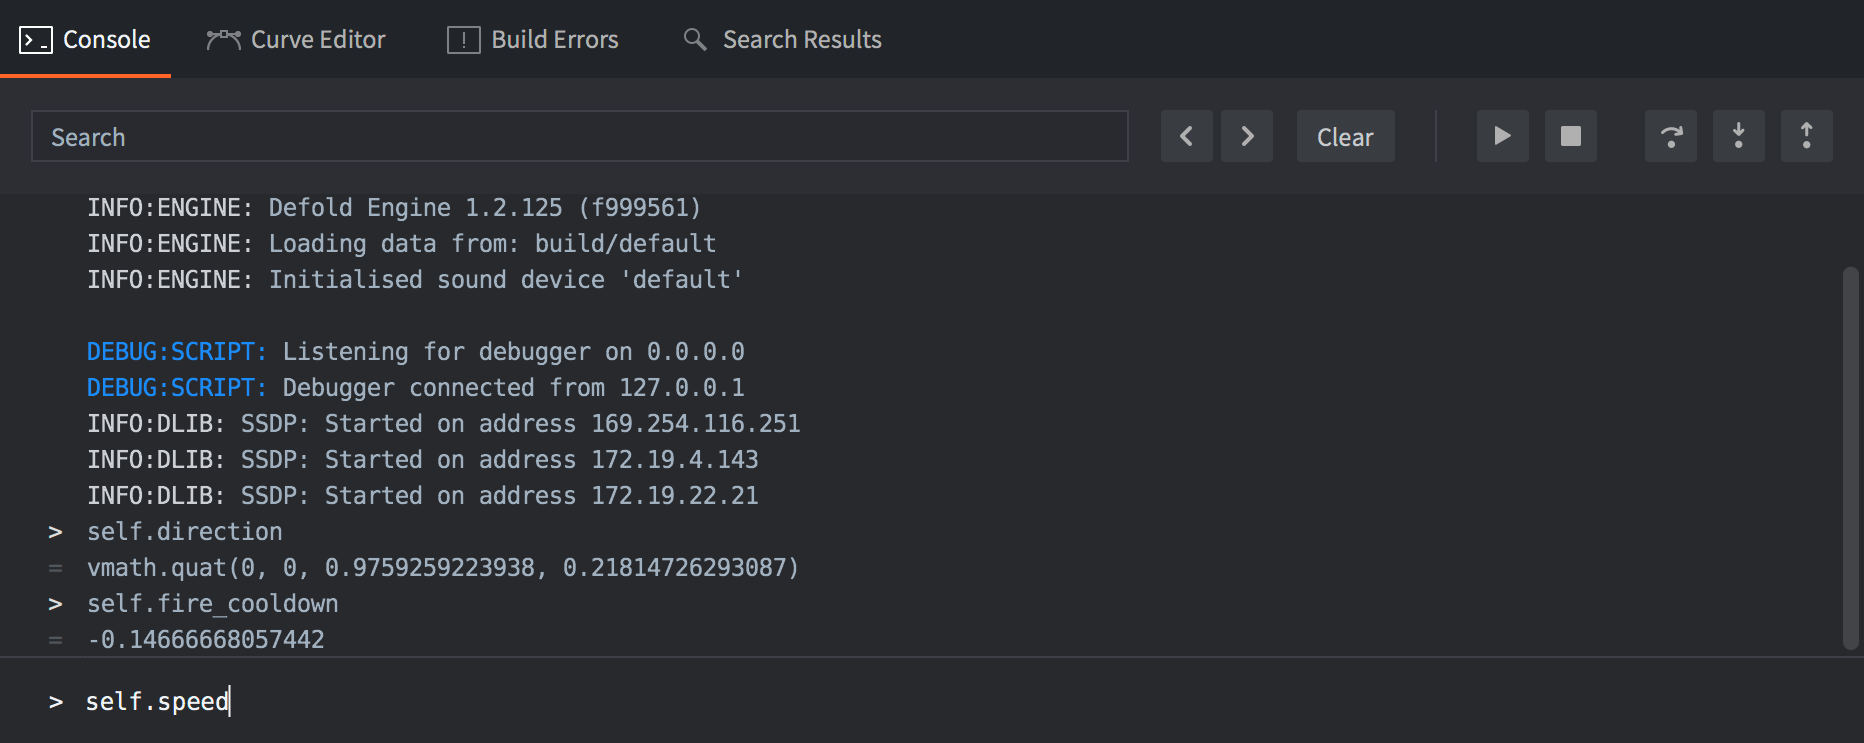 Console Curve Editor Build Errors Search Results
Search Clear
INFO:ENGINE: Defold Engine 1.2.125 (f999561)
INFO:ENGINE: Loading data from: build/default
INFO:ENGINE: Initialised sound device 'default'
DEBUG:SCRIPT: Listening for debugger on 0.0.0.0
DEBUG:SCRIPT: Debugger connected from 127.0.0.1
INFO:DLIB: SSDP: Started on address 169.254.116.251
INFO:DLIB: SSDP: Started on address 172.19.4.143
INFO:DLIB: SSDP: Started on address 172.19.22.21
> self.direction
= vmath.quat(0, 0, 0.9759259223938, 0.21814726293087)
> self.fire_cooldown
= -0.14666668057442
> self.speed